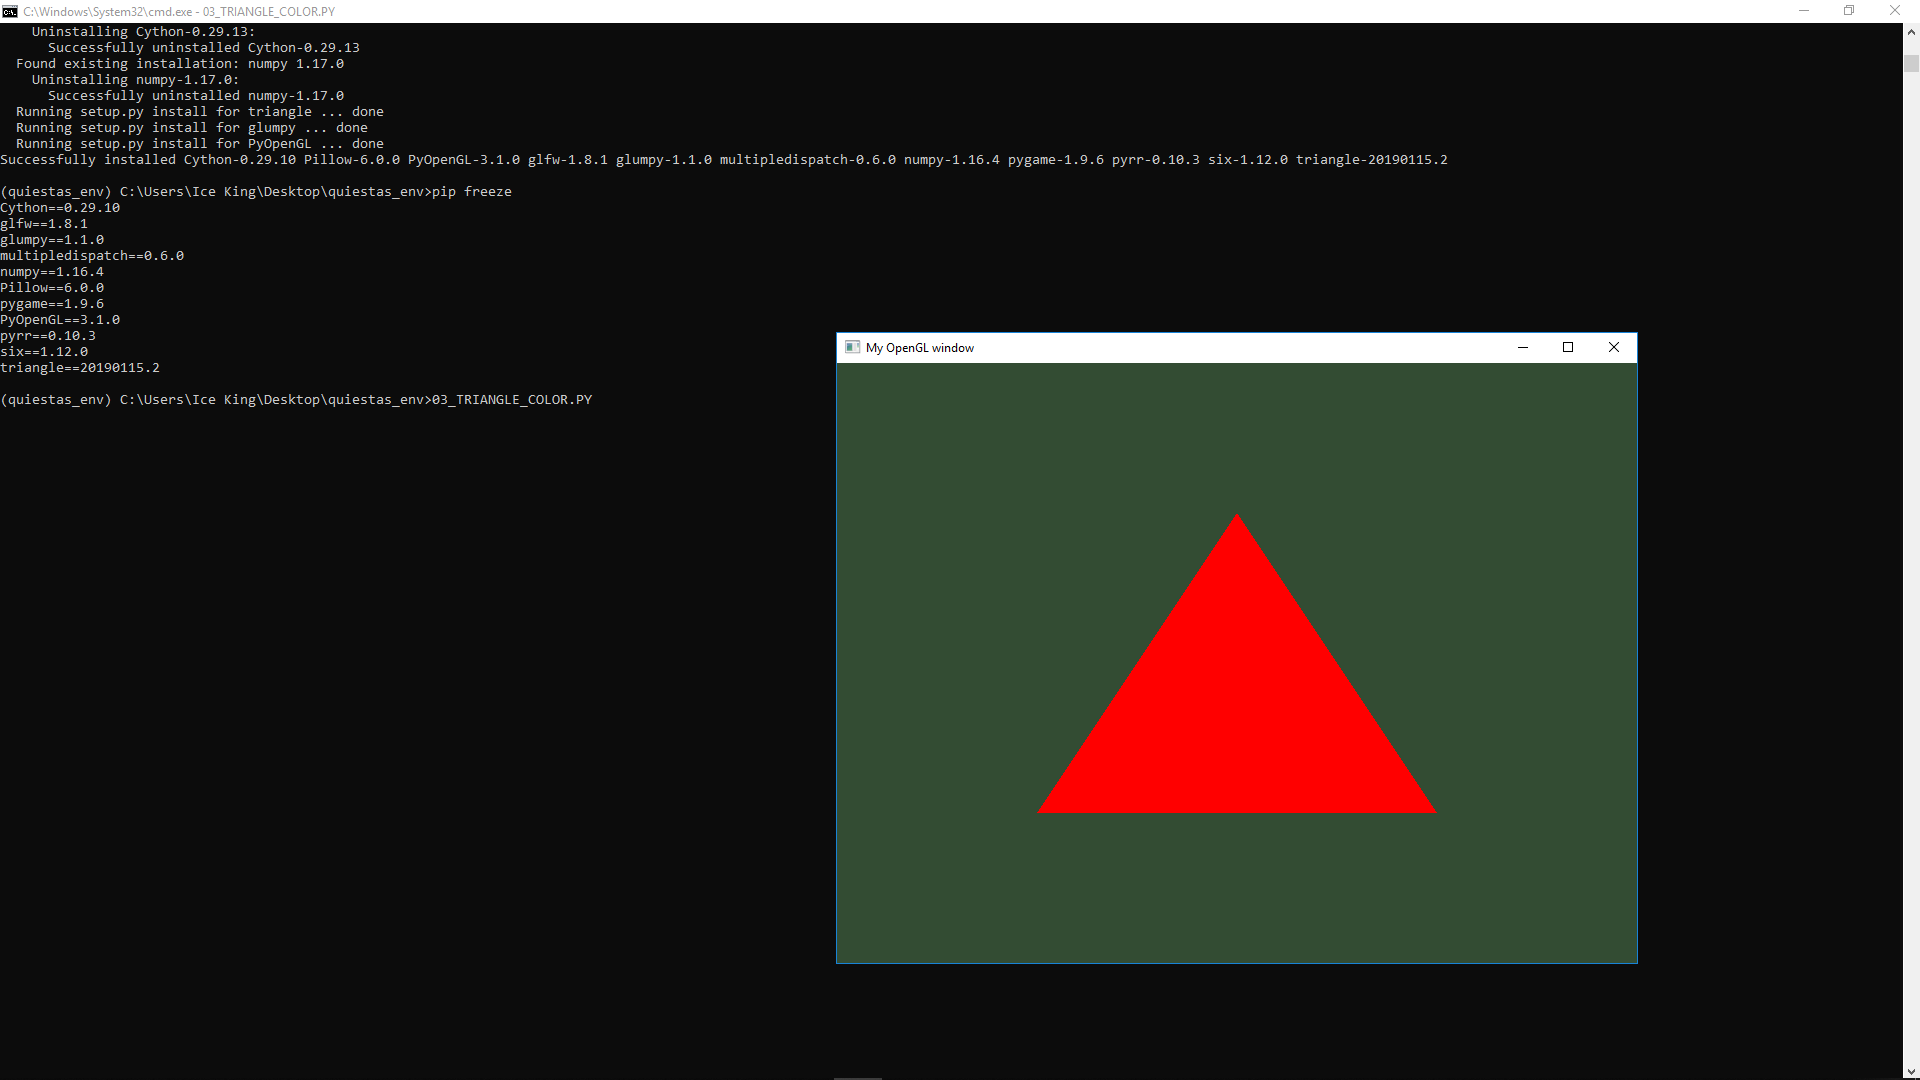 C:\Windows\System32\cmd.exe - 03_TRIANGLE_COLOR.PY
Uninstalling Cython-0.29.13:
Successfully uninstalled Cython-0.29.13
Found existing installation: numpy 1.17.0
Uninstalling numpy-1.17.0:
Successfully uninstalled numpy-1.17.0
Running setup.py install for triangle ... done
Running setup.py install for glumpy ... done
Running setup.py install for PyOpenGL ... done
Successfully installed Cython-0.29.10 Pillow-6.0.0 PyOpenGL-3.1.0 glfw-1.8.1 glumpy-1.1.0 multipledispatch-0.6.0 numpy-1.16.4 pygame-1.9.6 pyrr-0.10.3 six-1.12.0 triangle-20190115.2
(quiestas_env) C:\Users\Ice King\Desktop\quiestas_env>pip freeze
Cython==0.29.10
glfw==1.8.1
glumpy==1.1.0
multipledispatch==0.6.0
numpy==1.16.4
Pillow==6.0.0
pygame==1.9.6
PyOpenGL==3.1.0
pyrr==0.10.3
six==1.12.0
triangle==20190115.2
(quiestas_env) C:\Users\Ice King\Desktop\quiestas_env>03_TRIANGLE_COLOR.PY
My OpenGL window